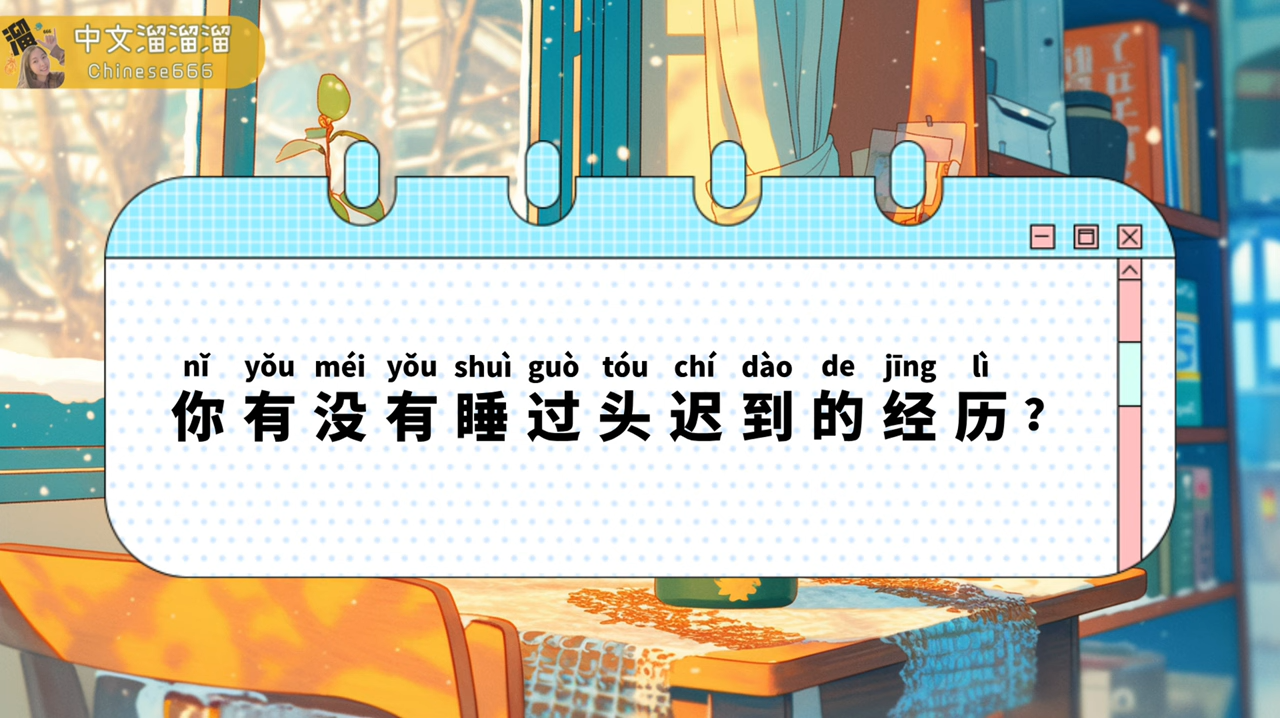 溜
666
中文溜溜溜
Chinese666
nǐ yǒu méi yǒu shuì guò tóu chí dào de jīng lì
你有没有睡过头迟到的经历？